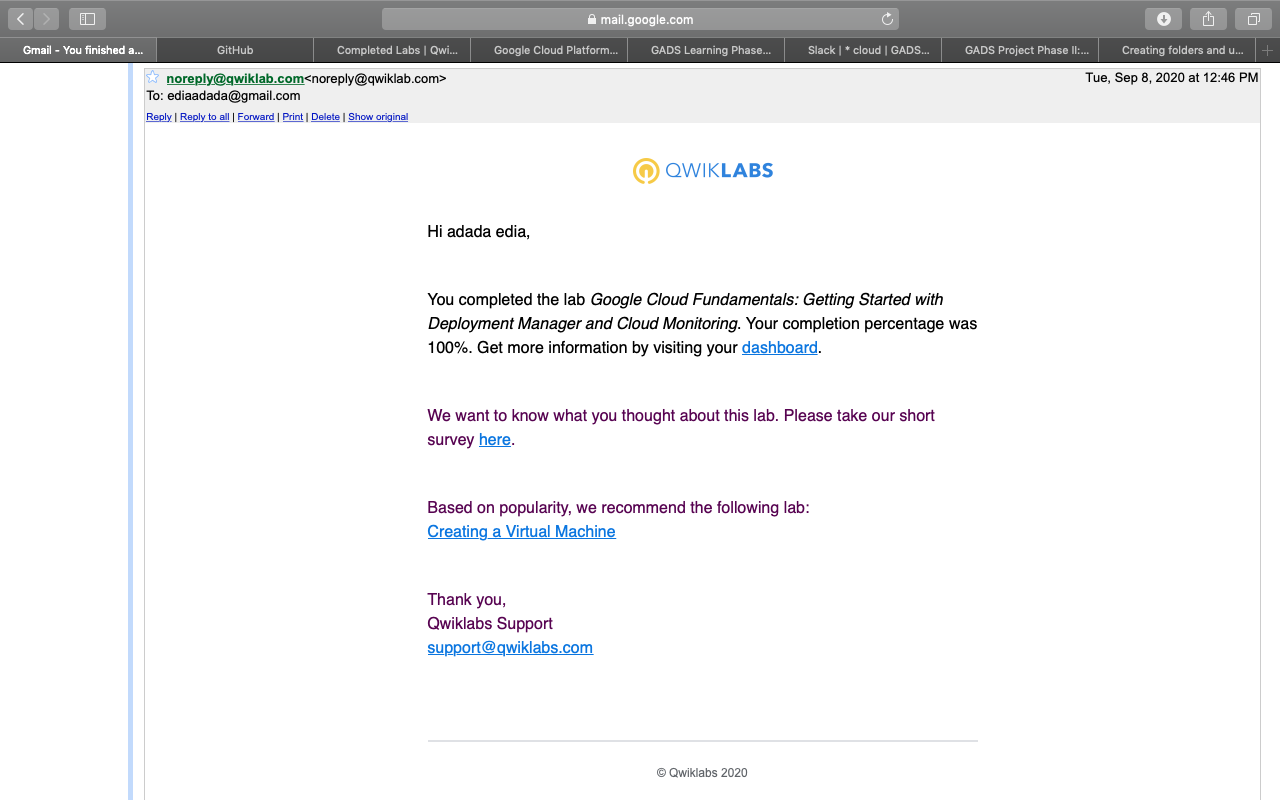 mail.google.com
Gmail - You finished a...
GitHub
Completed Labs | Qwi...
Google Cloud Platform...
GADS Learning Phase...
Slack | * cloud | GADS...
GADS Project Phase II:...
Creating folders and u...
noreply@qwiklab.com<noreply@qwiklab.com> Tue, Sep 8, 2020 at 12:46 PM
To: ediaadada@gmail.com
Reply | Reply to all | Forward | Print | Delete | Show original
QWIKLABS
Hi adada edia,
You completed the lab Google Cloud Fundamentals: Getting Started with
Deployment Manager and Cloud Monitoring. Your completion percentage was
100%. Get more information by visiting your dashboard.
We want to know what you thought about this lab. Please take our short
survey here.
Based on popularity, we recommend the following lab:
Creating a Virtual Machine
Thank you,
Qwiklabs Support
support@qwiklabs.com
© Qwiklabs 2020